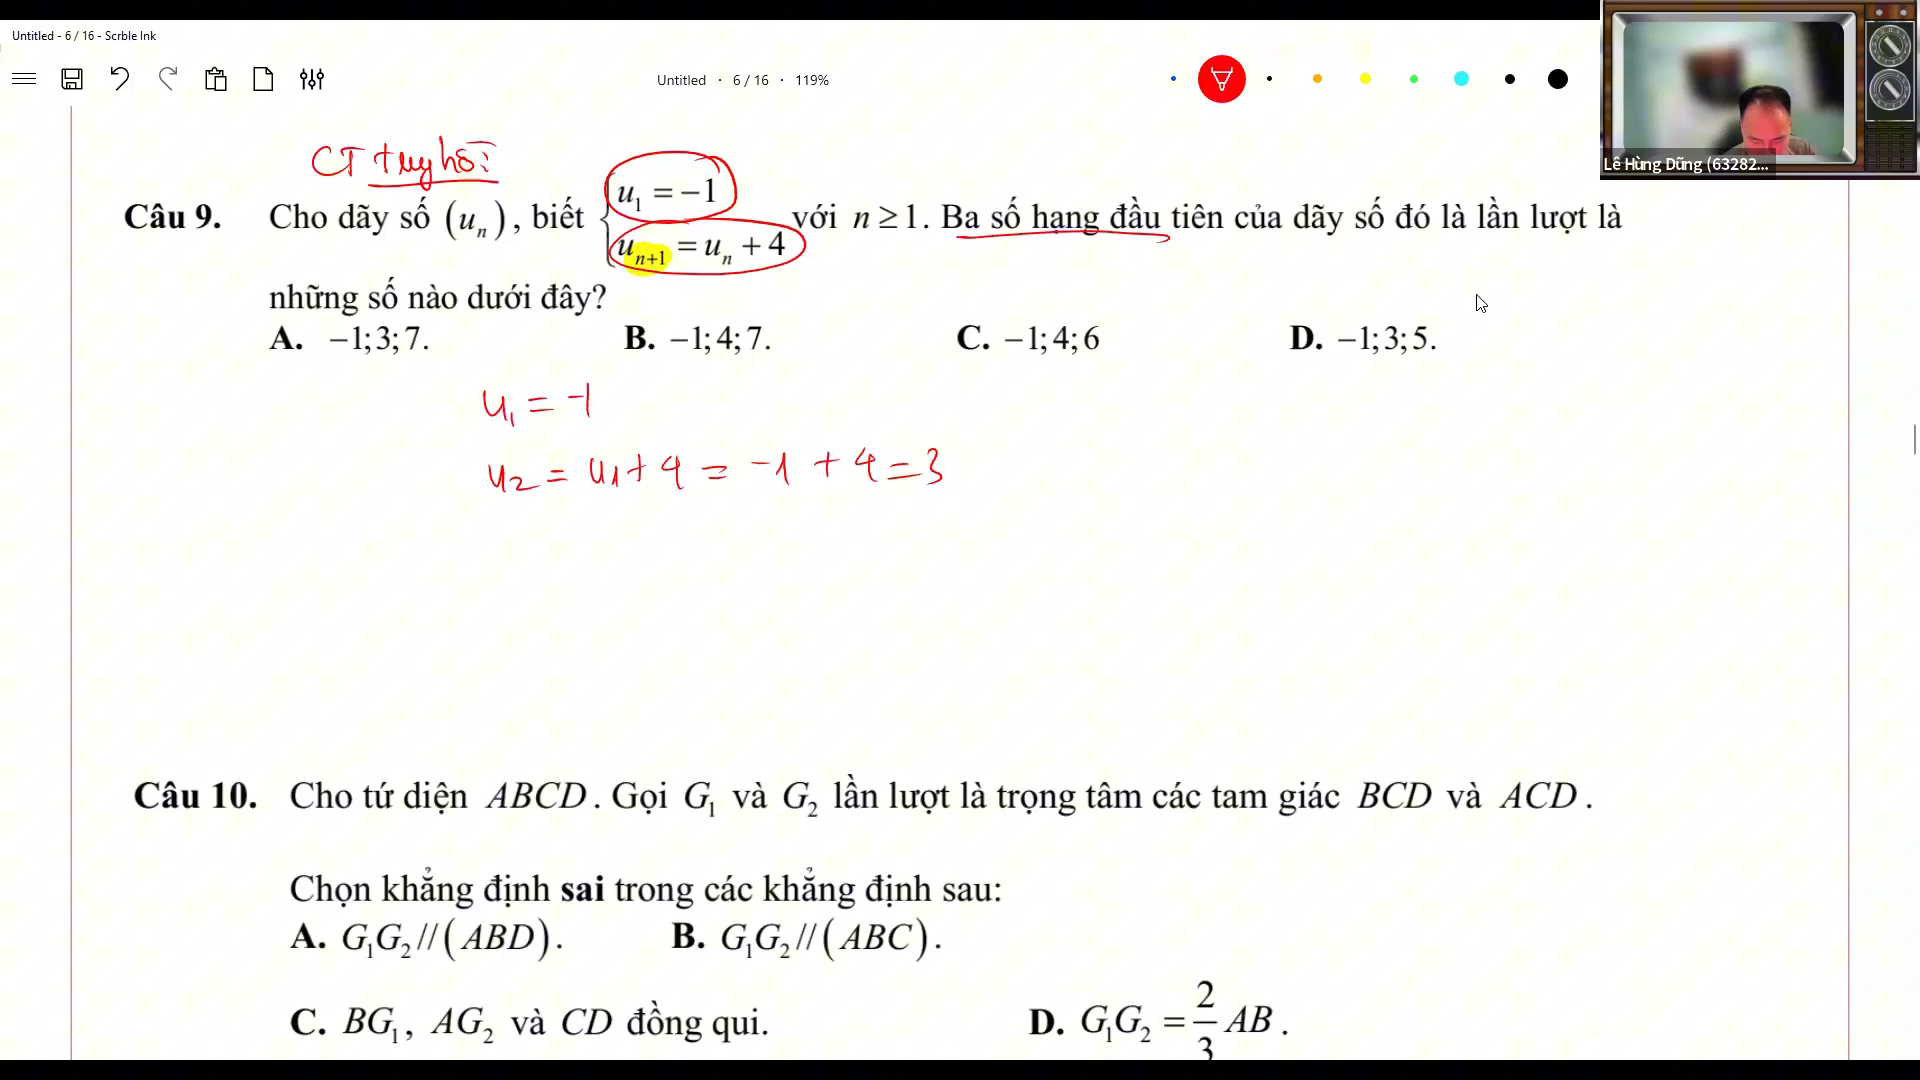 Untitled - 6 / 16 - Scrble Ink
Untitled · 6 / 16 · 119%
Lê Hùng Dũng (63282...
CT truy hồi
Câu 9. Cho dãy số (uₙ), biết { u₁ = −1 với n ≥ 1. Ba số hạng đầu tiên của dãy số đó là lần lượt là
uₙ₊₁ = uₙ + 4
những số nào dưới đây?
A. −1; 3; 7. B. −1; 4; 7. C. −1; 4; 6 D. −1; 3; 5.
u₁ = -1
u₂ = u₁ + 4 = -1 + 4 = 3
Câu 10. Cho tứ diện ABCD. Gọi G₁ và G₂ lần lượt là trọng tâm các tam giác BCD và ACD.
Chọn khẳng định sai trong các khẳng định sau:
A. G₁G₂ // (ABD). B. G₁G₂ // (ABC).
C. BG₁, AG₂ và CD đồng qui. D. G₁G₂ = 2/3 AB.